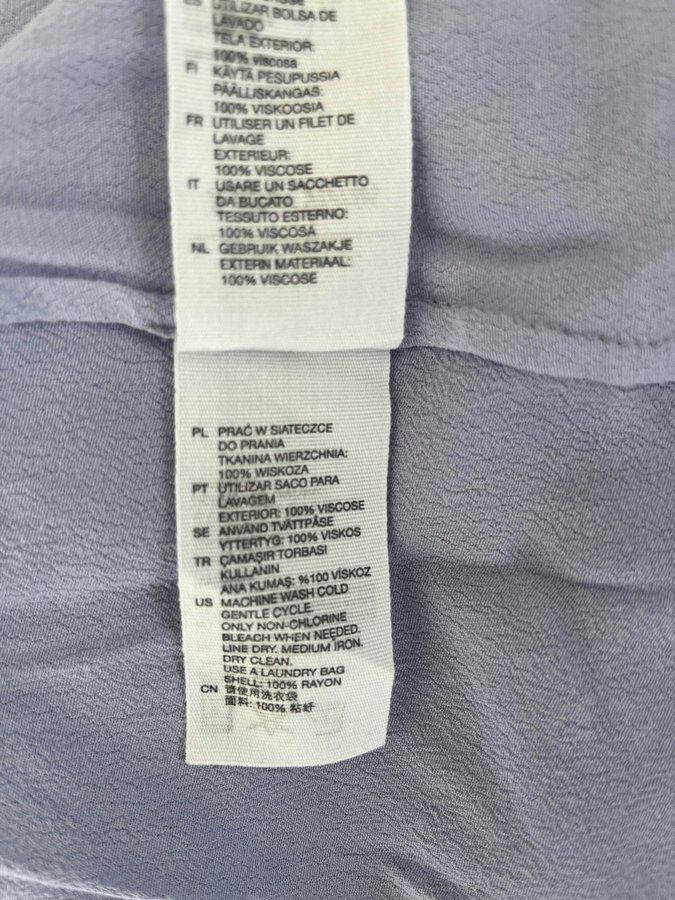 ES UTILIZAR BOLSA DE
LAVADO
TELA EXTERIOR:
100% viscosa
FI KÄYTÄ PESUPUSSIA
PÄÄLLISKANGAS:
100% VISKOOSIA
FR UTILISER UN FILET DE
LAVAGE
EXTERIEUR:
100% VISCOSE
IT USARE UN SACCHETTO
DA BUCATO
TESSUTO ESTERNO:
100% VISCOSA
NL GEBRUIK WASZAKJE
EXTERN MATERIAAL:
100% VISCOSE
PL PRAĆ W SIATECZCE
DO PRANIA
TKANINA WIERZCHNIA:
100% WISKOZA
PT UTILIZAR SACO PARA
LAVAGEM
EXTERIOR: 100% VISCOSE
SE ANVÄND TVÄTTPÅSE
YTTERTYG: 100% VISKOS
TR ÇAMAŞIR TORBASI
KULLANIN
ANA KUMAŞ: %100 VİSKOZ
US MACHINE WASH COLD
GENTLE CYCLE.
ONLY NON-CHLORINE
BLEACH WHEN NEEDED.
LINE DRY. MEDIUM IRON.
DRY CLEAN.
USE A LAUNDRY BAG
SHELL: 100% RAYON
CN 请使用洗衣袋
面料: 100% 粘纤